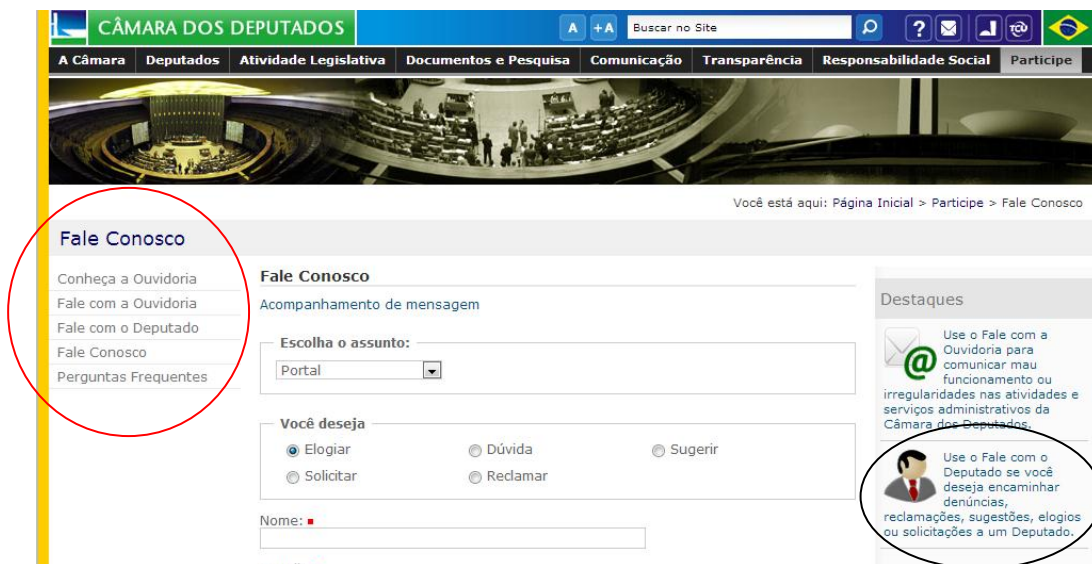 CÂMARA DOS DEPUTADOS
A +A Buscar no Site ?
A Câmara Deputados Atividade Legislativa Documentos e Pesquisa Comunicação Transparência Responsabilidade Social Participe
Você está aqui: Página Inicial > Participe > Fale Conosco
Fale Conosco
Conheça a Ouvidoria
Fale com a Ouvidoria
Fale com o Deputado
Fale Conosco
Perguntas Frequentes
Fale Conosco
Acompanhamento de mensagem
Escolha o assunto:
Portal
Você deseja
Elogiar Dúvida Sugerir
Solicitar Reclamar
Nome:
Destaques
@
Use o Fale com a
Ouvidoria para
comunicar mau
funcionamento ou
irregularidades nas atividades e
serviços administrativos da
Câmara dos Deputados.
Use o Fale com o
Deputado se você
deseja encaminhar
denúncias,
reclamações, sugestões, elogios
ou solicitações a um Deputado.